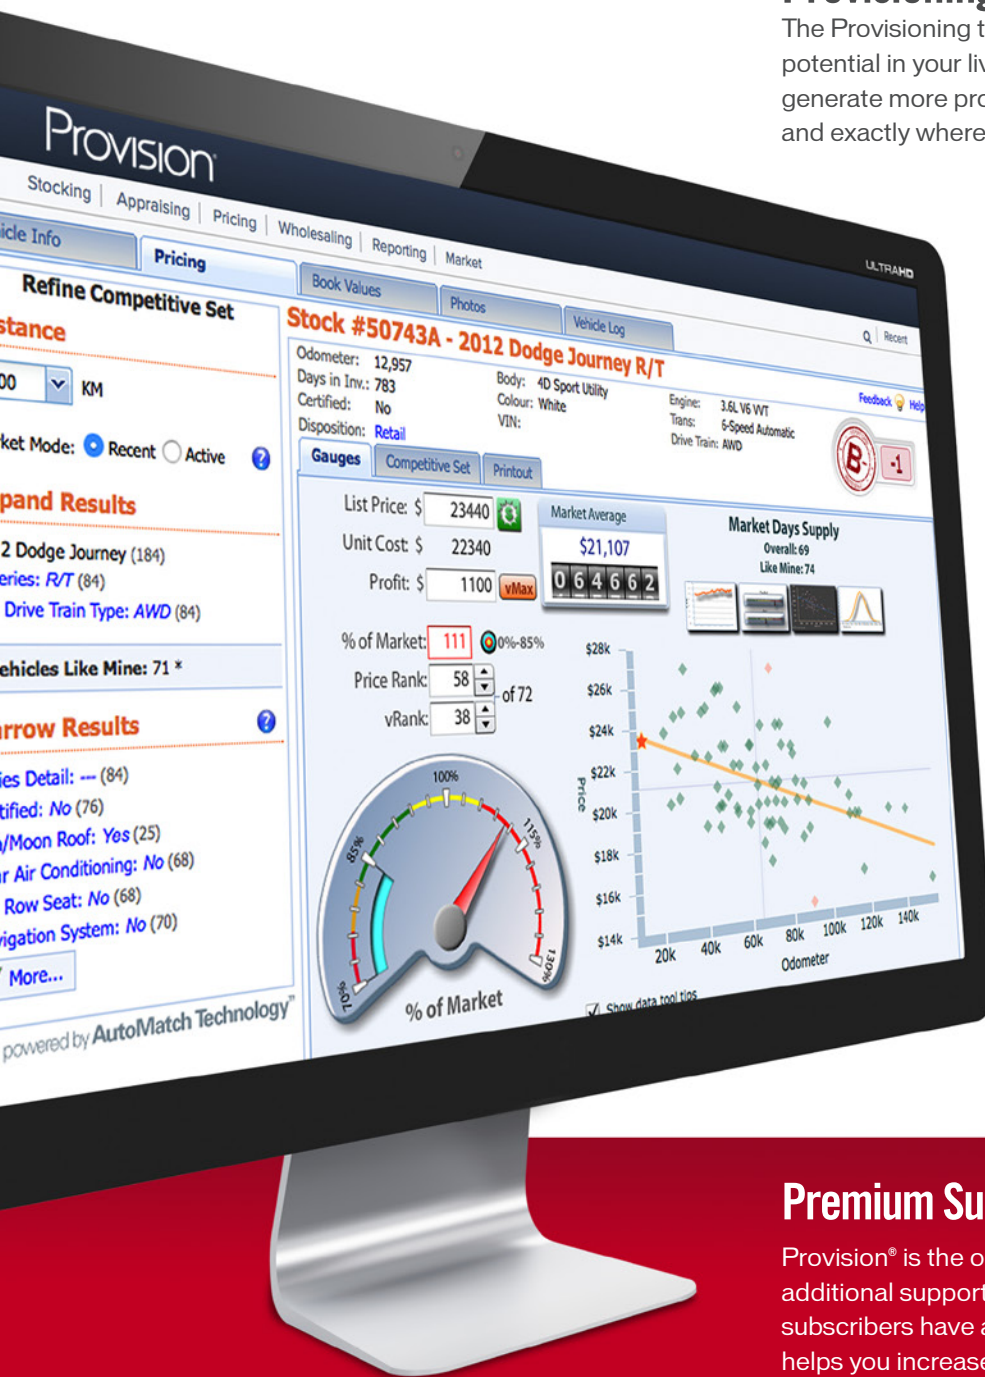 Provisioning
The Provisioning t
potential in your liv
generate more pro
and exactly where
Provision
ULTRAHD
Stocking | Appraising | Pricing | Wholesaling | Reporting | Market
Recent
icle Info
Pricing
Book Values
Photos
Vehicle Log
Refine Competitive Set
stance
00 KM
ket Mode: Recent Active
pand Results
2 Dodge Journey (184)
eries: R/T (84)
Drive Train Type: AWD (84)
ehicles Like Mine: 71 *
rrow Results
ies Detail: --- (84)
tified: No (76)
n/Moon Roof: Yes (25)
r Air Conditioning: No (68)
Row Seat: No (68)
vigation System: No (70)
More...
powered by AutoMatch Technology™
Stock #50743A - 2012 Dodge Journey R/T
Feedback Help
Odometer: 12,957
Days in Inv.: 783
Certified: No
Disposition: Retail
Body: 4D Sport Utility
Colour: White
VIN:
Engine: 3.6L V6 VVT
Trans: 6-Speed Automatic
Drive Train: AWD
B-
-1
Gauges
Competitive Set
Printout
List Price: $ 23440
Unit Cost: $ 22340
Profit: $ 1100 vMax
Market Average
$21,107
064662
Market Days Supply
Overall: 69
Like Mine: 74
% of Market: 111 0%-85%
Price Rank: 58
of 72
vRank: 38
70%
85%
100%
115%
130%
% of Market
$28k
$26k
$24k
$22k
$20k
$18k
$16k
$14k
Price
20k 40k 60k 80k 100k 120k 140k
Odometer
Show data tool tips
Premium Su
Provision® is the o
additional support
subscribers have a
helps you increase